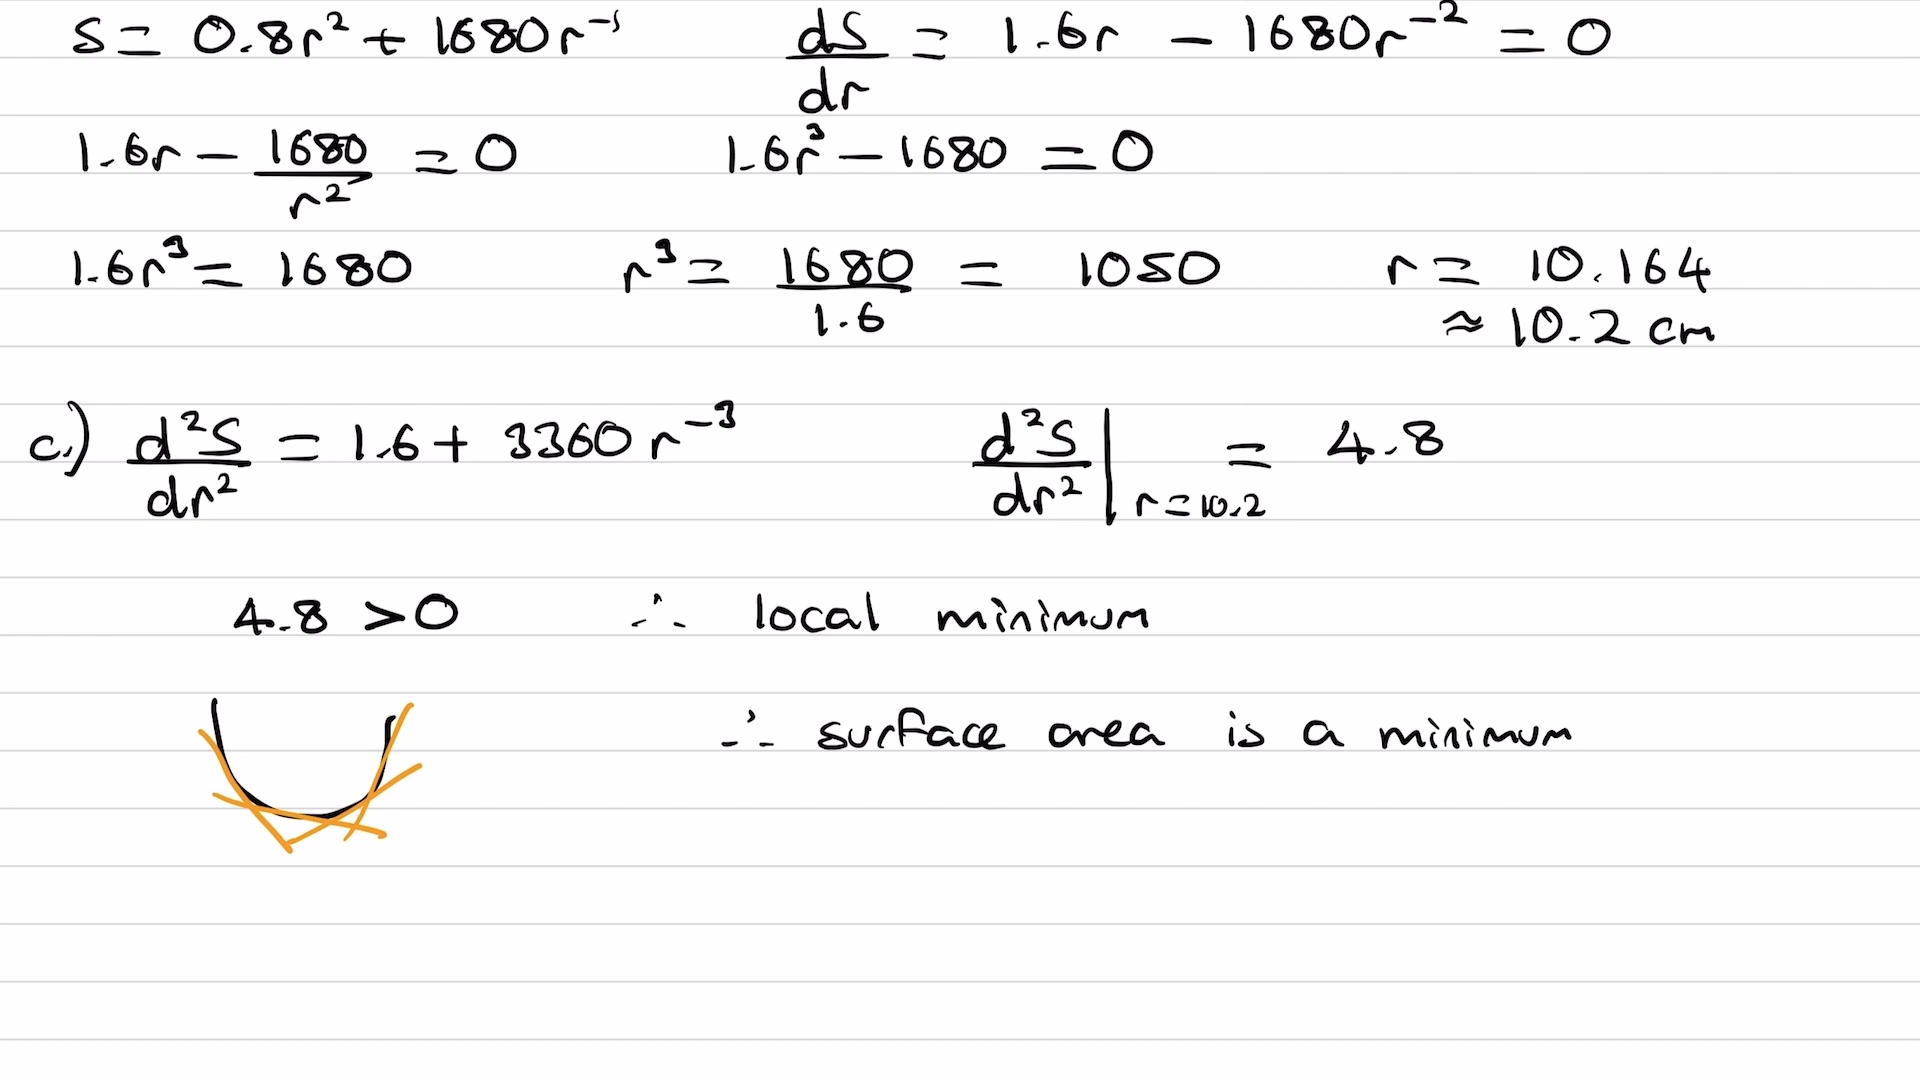 S = 0.8r² + 1680r⁻¹    dS/dr = 1.6r − 1680r⁻² = 0
1.6r − 1680/r² = 0    1.6r³ − 1680 = 0
1.6r³ = 1680    r³ = 1680/1.6 = 1050    r = 10.164
≈ 10.2 cm
c.) d²S/dr² = 1.6 + 3360r⁻³    d²S/dr² | r=10.2 = 4.8
4.8 > 0    ∴ local minimum
∴ surface area is a minimum